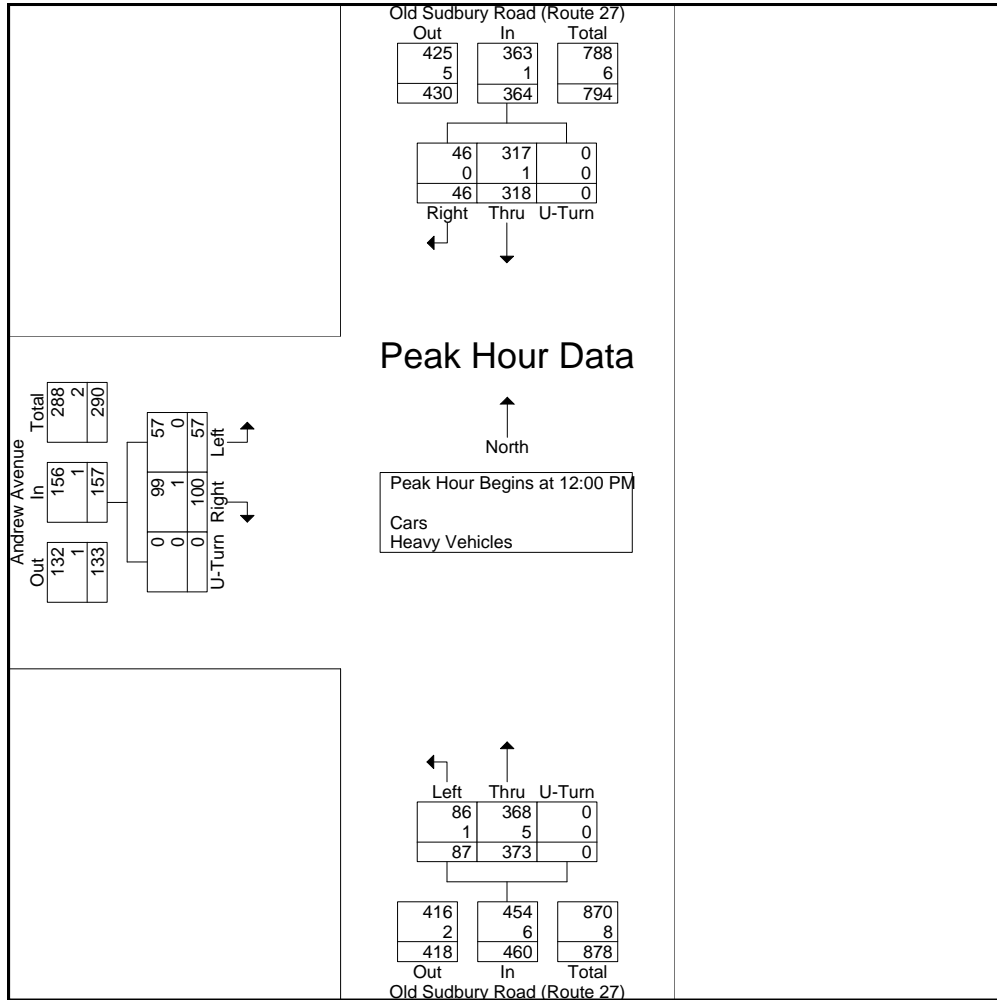 Old Sudbury Road (Route 27)
Out In Total
425 363 788
5 1 6
430 364 794
46 317 0
0 1 0
46 318 0
Right Thru U-Turn
Peak Hour Data
North
Peak Hour Begins at 12:00 PM
Cars
Heavy Vehicles
Andrew Avenue
Out In Total
132 156 288
1 1 2
133 157 290
0 99 57
0 1 0
0 100 57
U-Turn Right Left
Left Thru U-Turn
86 368 0
1 5 0
87 373 0
416 454 870
2 6 8
418 460 878
Out In Total
Old Sudbury Road (Route 27)